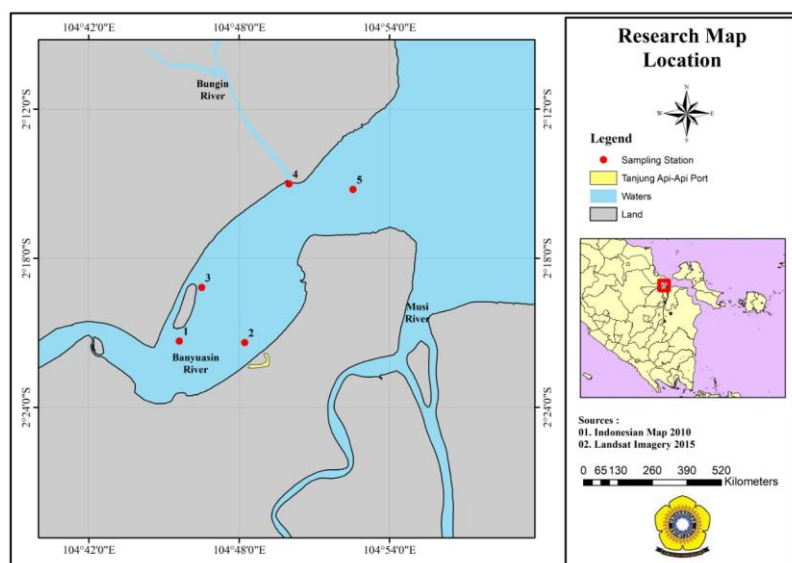 104°42'0"E 104°48'0"E 104°54'0"E
Bungin
River
2°12'0"S
2°12'0"S
4
5
2°18'0"S
2°18'0"S
3
Musi
River
1
2
Banyuasin
River
2°24'0"S
2°24'0"S
104°42'0"E 104°48'0"E 104°54'0"E
Research Map
Location
N
W E
S
Legend
Sampling Station
Tanjung Api-Api Port
Waters
Land
Sources :
01. Indonesian Map 2010
02. Landsat Imagery 2015
0 65 130 260 390 520
Kilometers